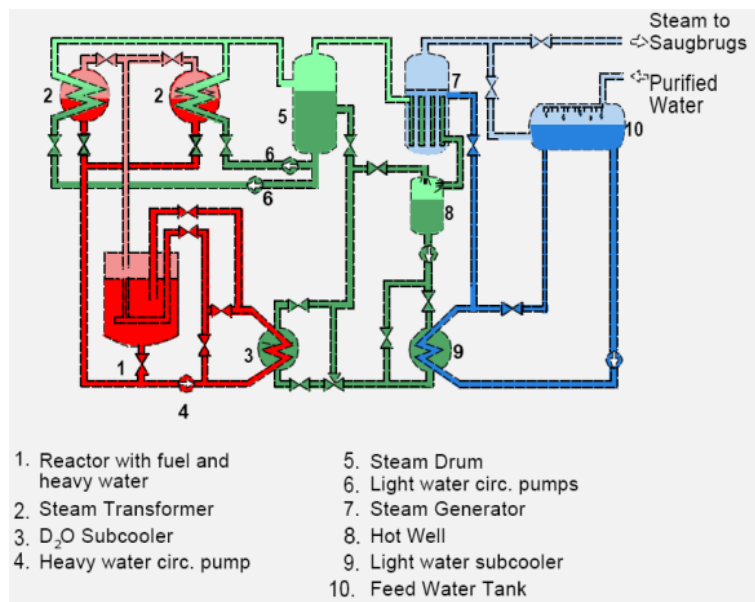 Steam to
Saugbrugs
Purified
Water
2
2
5
7
10
6
6
8
1
3
9
4
1. Reactor with fuel and
heavy water
2. Steam Transformer
3. D₂O Subcooler
4. Heavy water circ. pump
5. Steam Drum
6. Light water circ. pumps
7. Steam Generator
8. Hot Well
9. Light water subcooler
10. Feed Water Tank